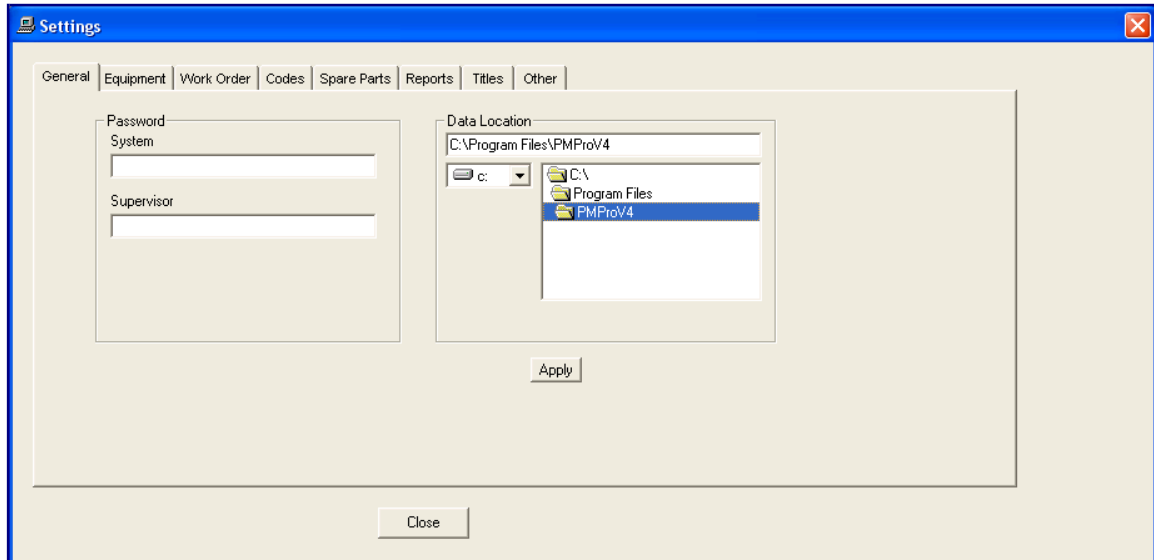 Settings
General Equipment Work Order Codes Spare Parts Reports Titles Other
Password
System
Supervisor
Data Location
C:\Program Files\PMProV4
c:
C:\
Program Files
PMProV4
Apply
Close